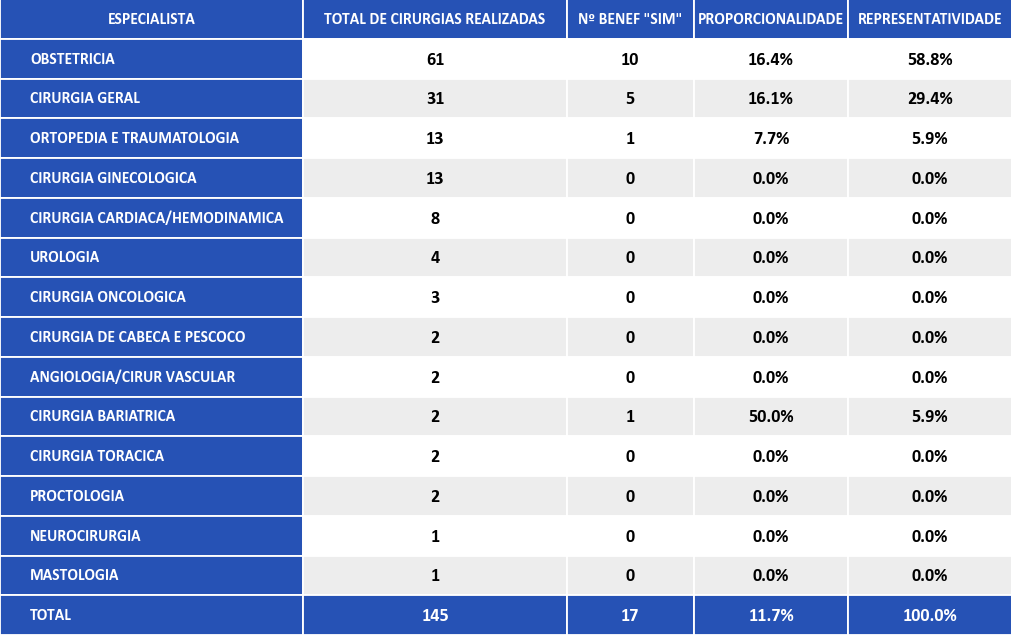 ESPECIALISTA TOTAL DE CIRURGIAS REALIZADAS Nº BENEF "SIM" PROPORCIONALIDADE REPRESENTATIVIDADE
OBSTETRICIA 61 10 16.4% 58.8%
CIRURGIA GERAL 31 5 16.1% 29.4%
ORTOPEDIA E TRAUMATOLOGIA 13 1 7.7% 5.9%
CIRURGIA GINECOLOGICA 13 0 0.0% 0.0%
CIRURGIA CARDIACA/HEMODINAMICA 8 0 0.0% 0.0%
UROLOGIA 4 0 0.0% 0.0%
CIRURGIA ONCOLOGICA 3 0 0.0% 0.0%
CIRURGIA DE CABECA E PESCOCO 2 0 0.0% 0.0%
ANGIOLOGIA/CIRUR VASCULAR 2 0 0.0% 0.0%
CIRURGIA BARIATRICA 2 1 50.0% 5.9%
CIRURGIA TORACICA 2 0 0.0% 0.0%
PROCTOLOGIA 2 0 0.0% 0.0%
NEUROCIRURGIA 1 0 0.0% 0.0%
MASTOLOGIA 1 0 0.0% 0.0%
TOTAL 145 17 11.7% 100.0%